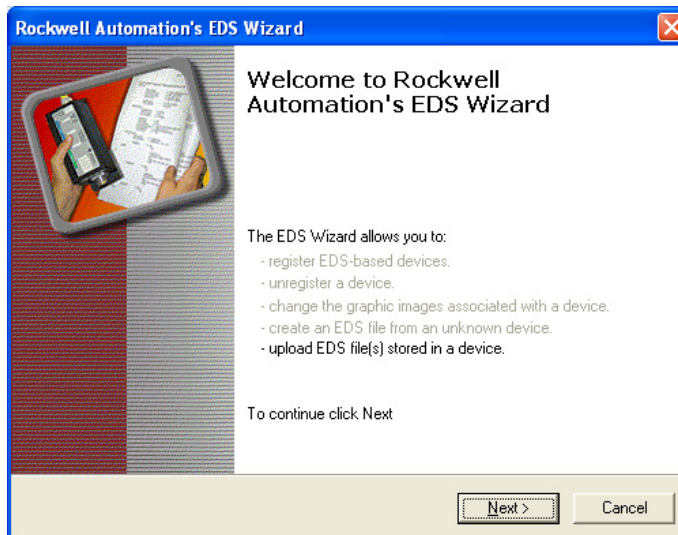 Rockwell Automation's EDS Wizard
Welcome to Rockwell
Automation's EDS Wizard
The EDS Wizard allows you to:
- register EDS-based devices.
- unregister a device.
- change the graphic images associated with a device.
- create an EDS file from an unknown device.
- upload EDS file(s) stored in a device.
To continue click Next
Next >
Cancel